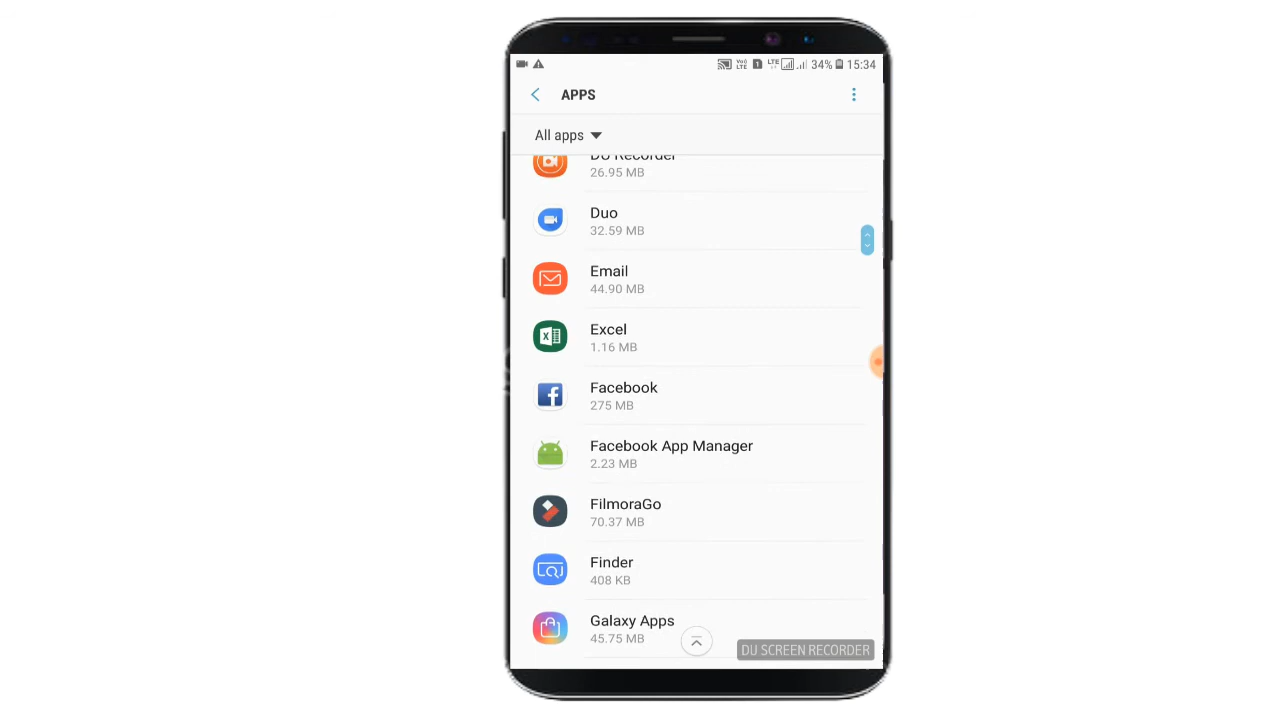 34% 15:34
APPS
All apps
DU Recorder
26.95 MB
Duo
32.59 MB
Email
44.90 MB
Excel
1.16 MB
Facebook
275 MB
Facebook App Manager
2.23 MB
FilmoraGo
70.37 MB
Finder
408 KB
Galaxy Apps
45.75 MB
DU SCREEN RECORDER